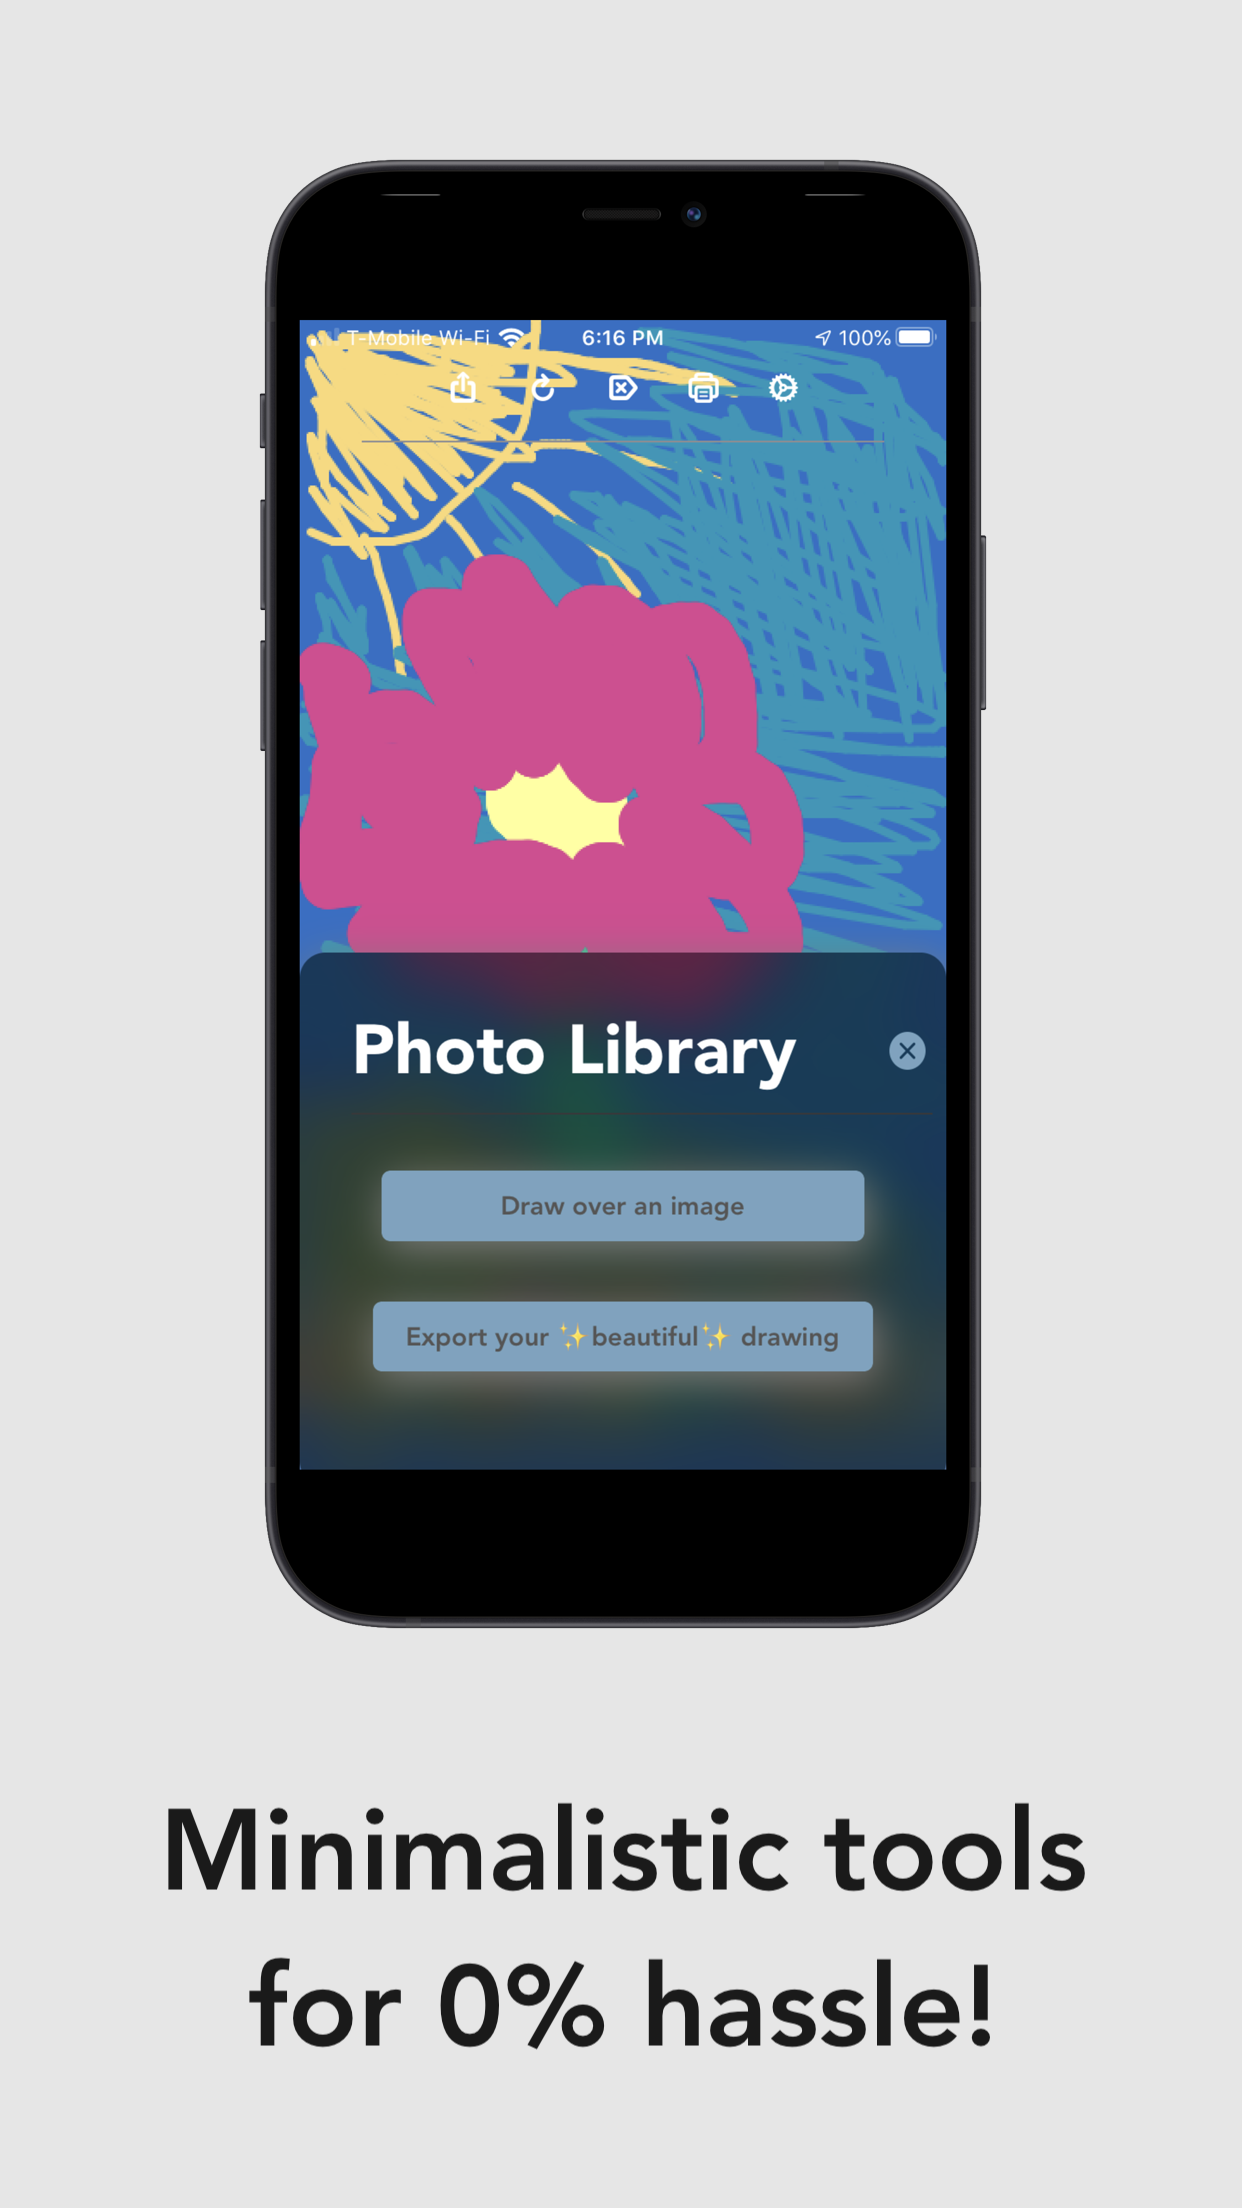 T-Mobile Wi-Fi 6:16 PM 100%
Photo Library
Draw over an image
Export your ✨beautiful✨ drawing
Minimalistic tools
for 0% hassle!